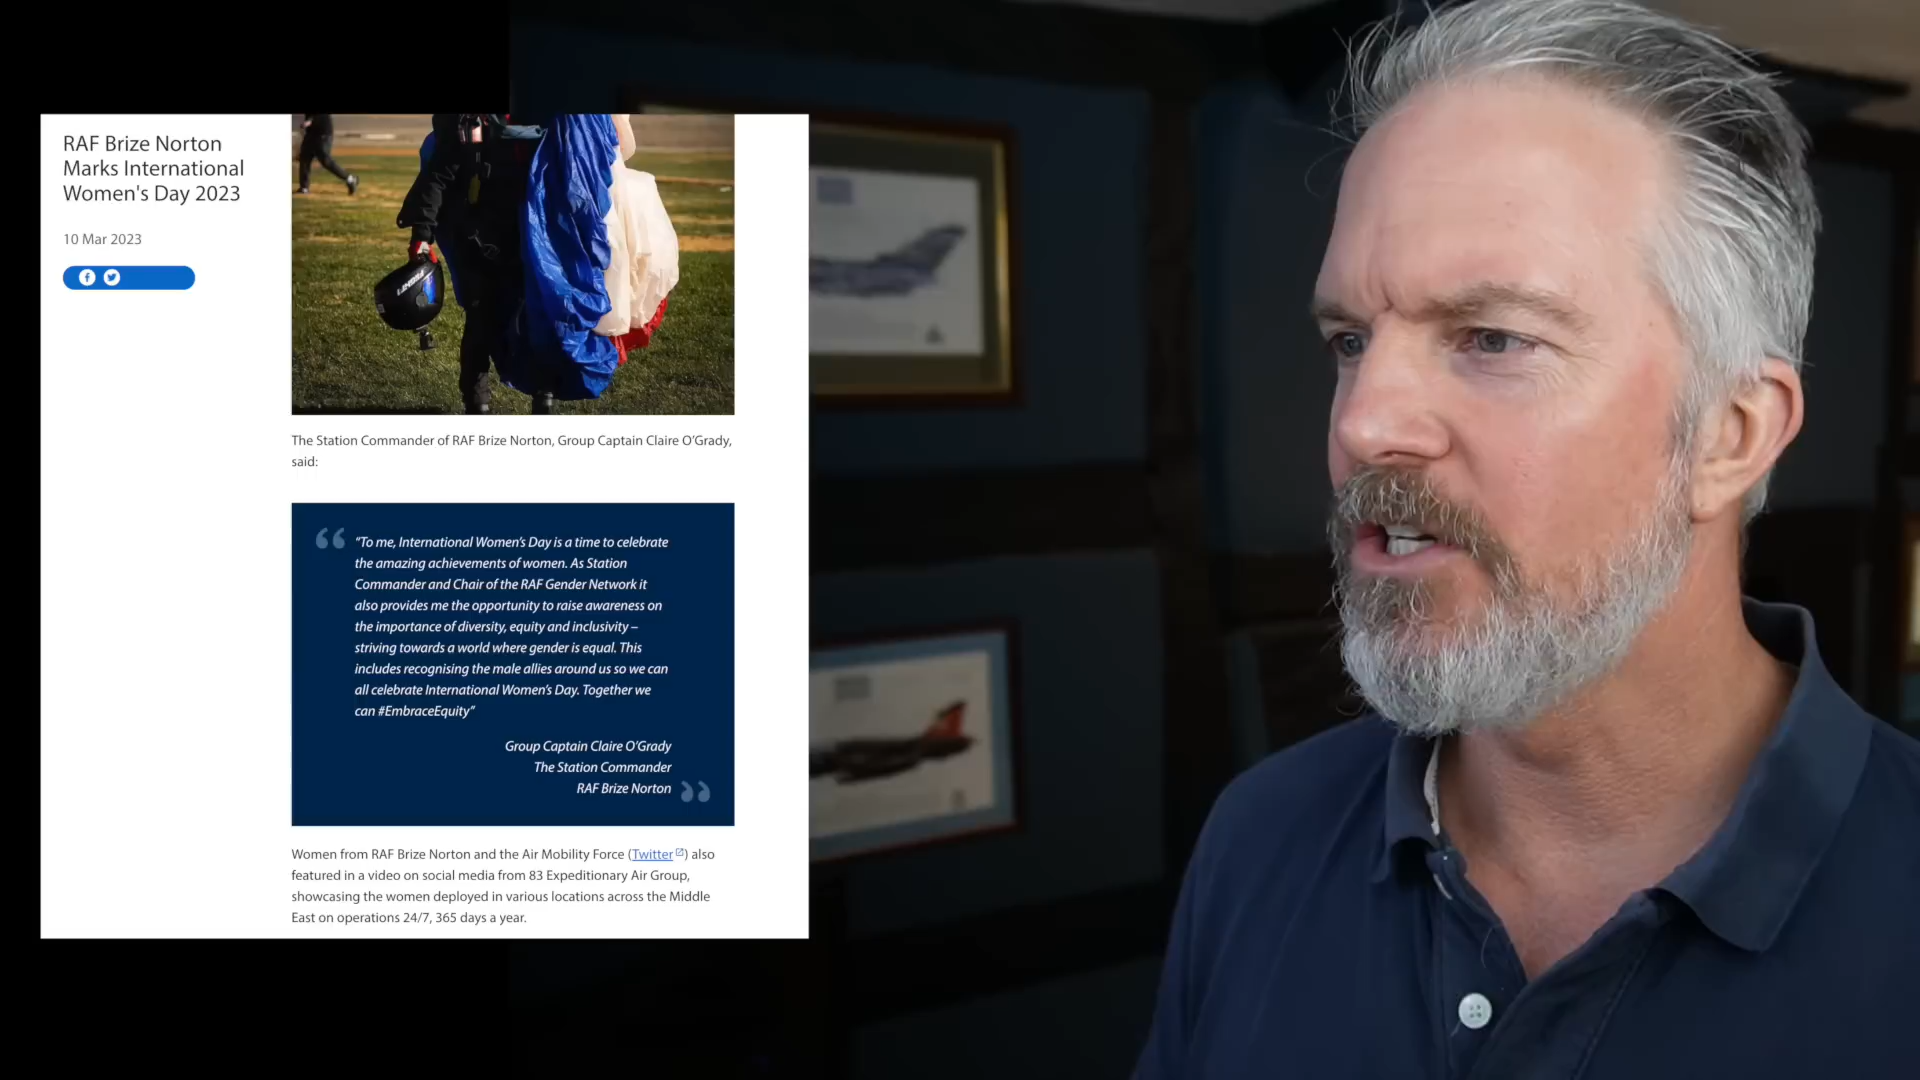 RAF Brize Norton
Marks International
Women's Day 2023
10 Mar 2023
The Station Commander of RAF Brize Norton, Group Captain Claire O'Grady,
said:
"To me, International Women's Day is a time to celebrate
the amazing achievements of women. As Station
Commander and Chair of the RAF Gender Network it
also provides me the opportunity to raise awareness on
the importance of diversity, equity and inclusivity –
striving towards a world where gender is equal. This
includes recognising the male allies around us so we can
all celebrate International Women's Day. Together we
can #EmbraceEquity"
Group Captain Claire O'Grady
The Station Commander
RAF Brize Norton
Women from RAF Brize Norton and the Air Mobility Force (Twitter) also
featured in a video on social media from 83 Expeditionary Air Group,
showcasing the women deployed in various locations across the Middle
East on operations 24/7, 365 days a year.